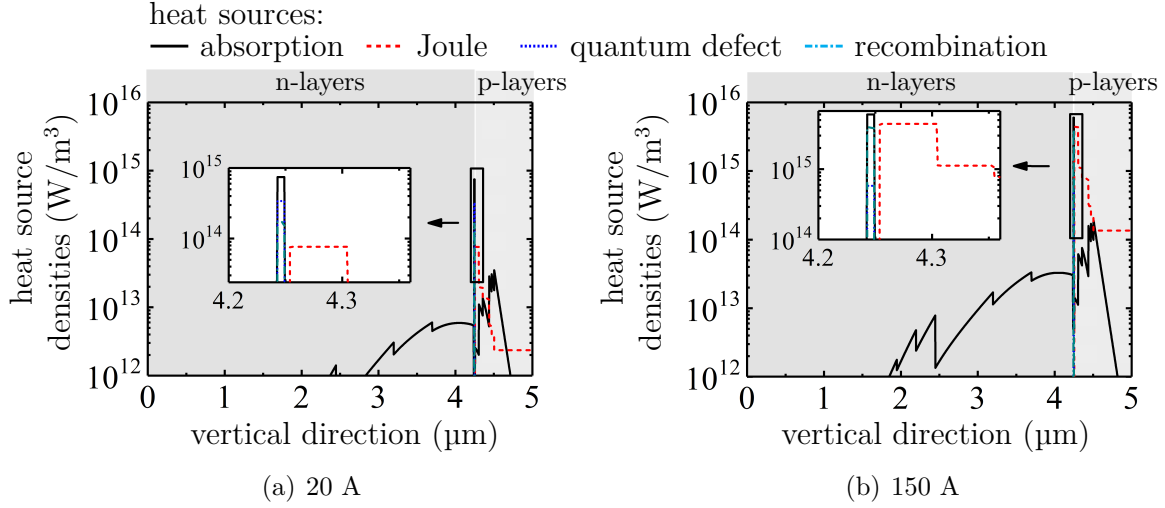 heat sources:
absorption Joule quantum defect recombination
n-layers p-layers
10^16
10^15
10^14
10^13
10^12
heat source
densities (W/m^3)
10^15
10^14
4.2 4.3
0 1 2 3 4 5
vertical direction (µm)
(a) 20 A
n-layers p-layers
10^16
10^15
10^14
10^13
10^12
heat source
densities (W/m^3)
10^15
10^14
4.2 4.3
0 1 2 3 4 5
vertical direction (µm)
(b) 150 A